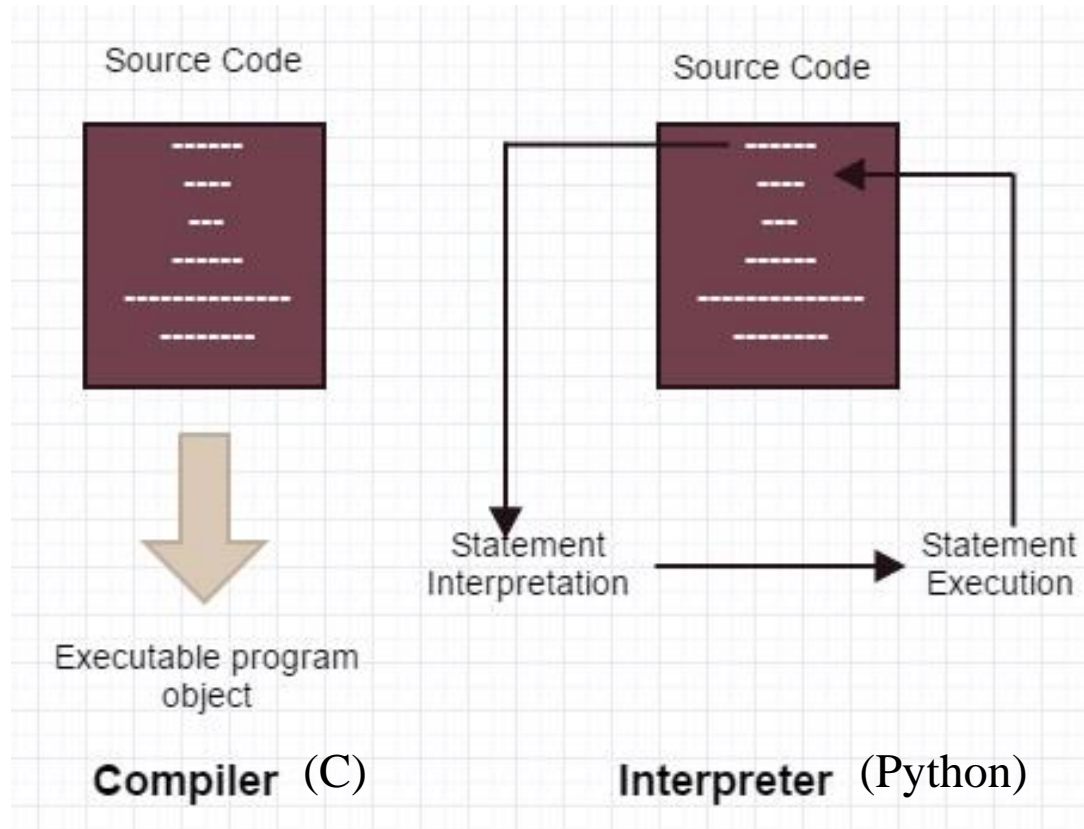 Source Code
Executable program
object
Compiler (C)
Source Code
Statement
Interpretation
Statement
Execution
Interpreter (Python)